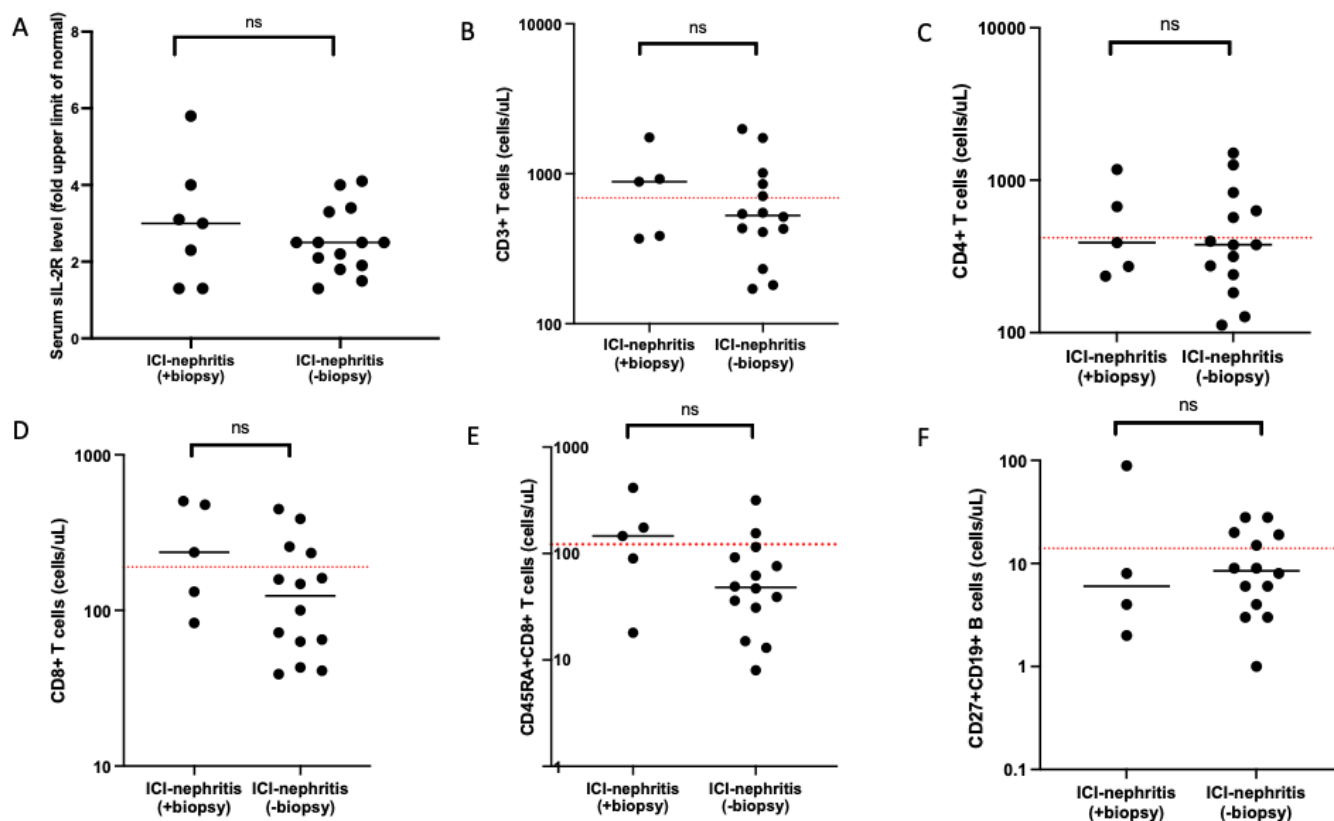 A
Serum sIL-2R level (fold upper limit of normal)
8
6
4
2
0
ns
ICI-nephritis
(+biopsy)
ICI-nephritis
(-biopsy)
B
CD3+ T cells (cells/uL)
10000
1000
100
ns
ICI-nephritis
(+biopsy)
ICI-nephritis
(-biopsy)
C
CD4+ T cells (cells/uL)
10000
1000
100
ns
ICI-nephritis
(+biopsy)
ICI-nephritis
(-biopsy)
D
CD8+ T cells (cells/uL)
1000
100
10
ns
ICI-nephritis
(+biopsy)
ICI-nephritis
(-biopsy)
E
CD45RA+CD8+ T cells (cells/uL)
1000
100
10
1
ns
ICI-nephritis
(+biopsy)
ICI-nephritis
(-biopsy)
F
CD27+CD19+ B cells (cells/uL)
100
10
1
0.1
ns
ICI-nephritis
(+biopsy)
ICI-nephritis
(-biopsy)